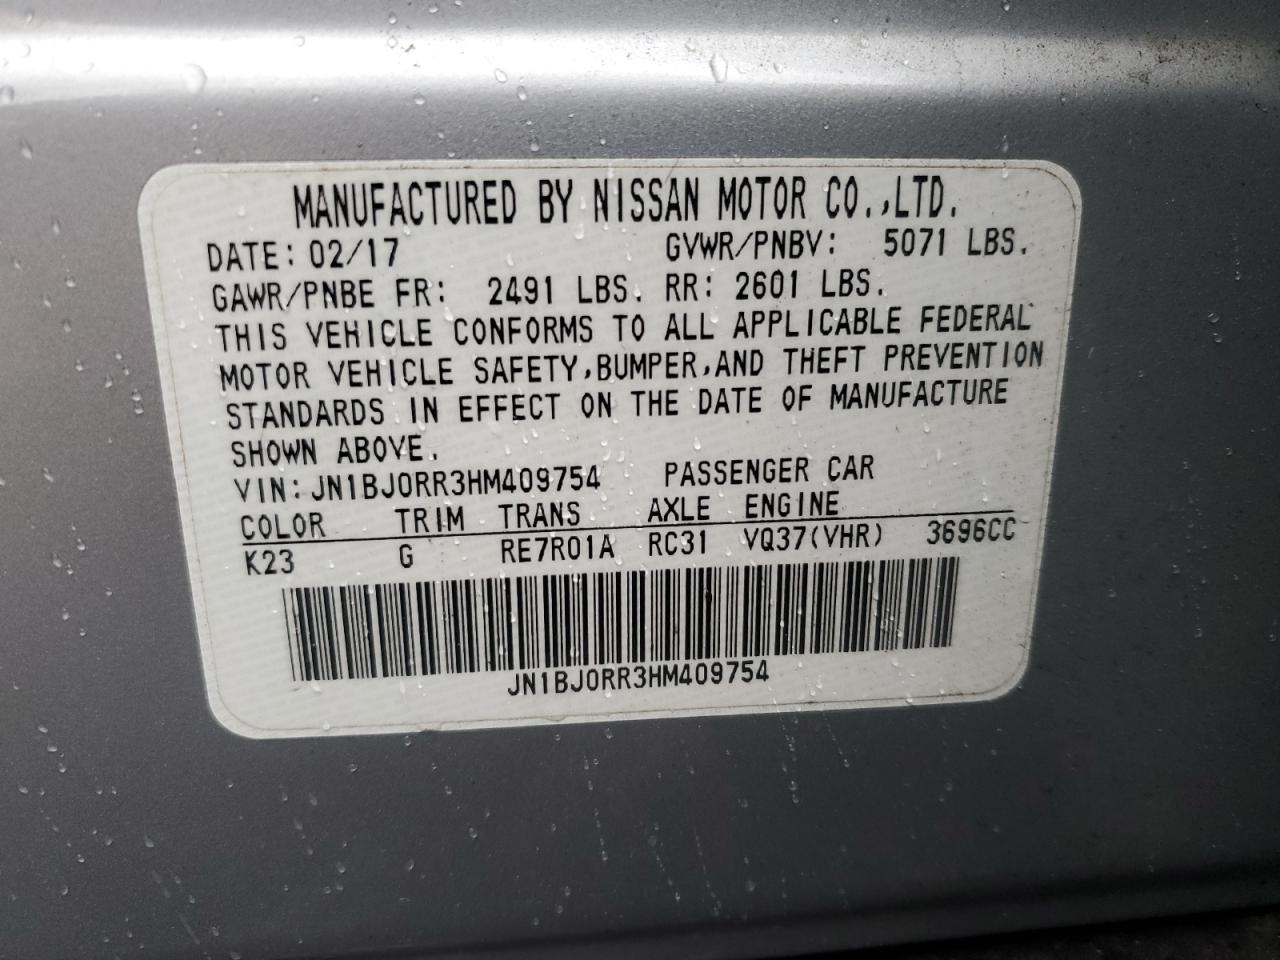 MANUFACTURED BY NISSAN MOTOR CO.,LTD.
DATE: 02/17 GVWR/PNBV: 5071 LBS.
GAWR/PNBE FR: 2491 LBS. RR: 2601 LBS.
THIS VEHICLE CONFORMS TO ALL APPLICABLE FEDERAL
MOTOR VEHICLE SAFETY,BUMPER,AND THEFT PREVENTION
STANDARDS IN EFFECT ON THE DATE OF MANUFACTURE
SHOWN ABOVE.
VIN: JN1BJ0RR3HM409754 PASSENGER CAR
COLOR TRIM TRANS AXLE ENGINE
K23 G RE7R01A RC31 VQ37(VHR) 3696CC
JN1BJ0RR3HM409754